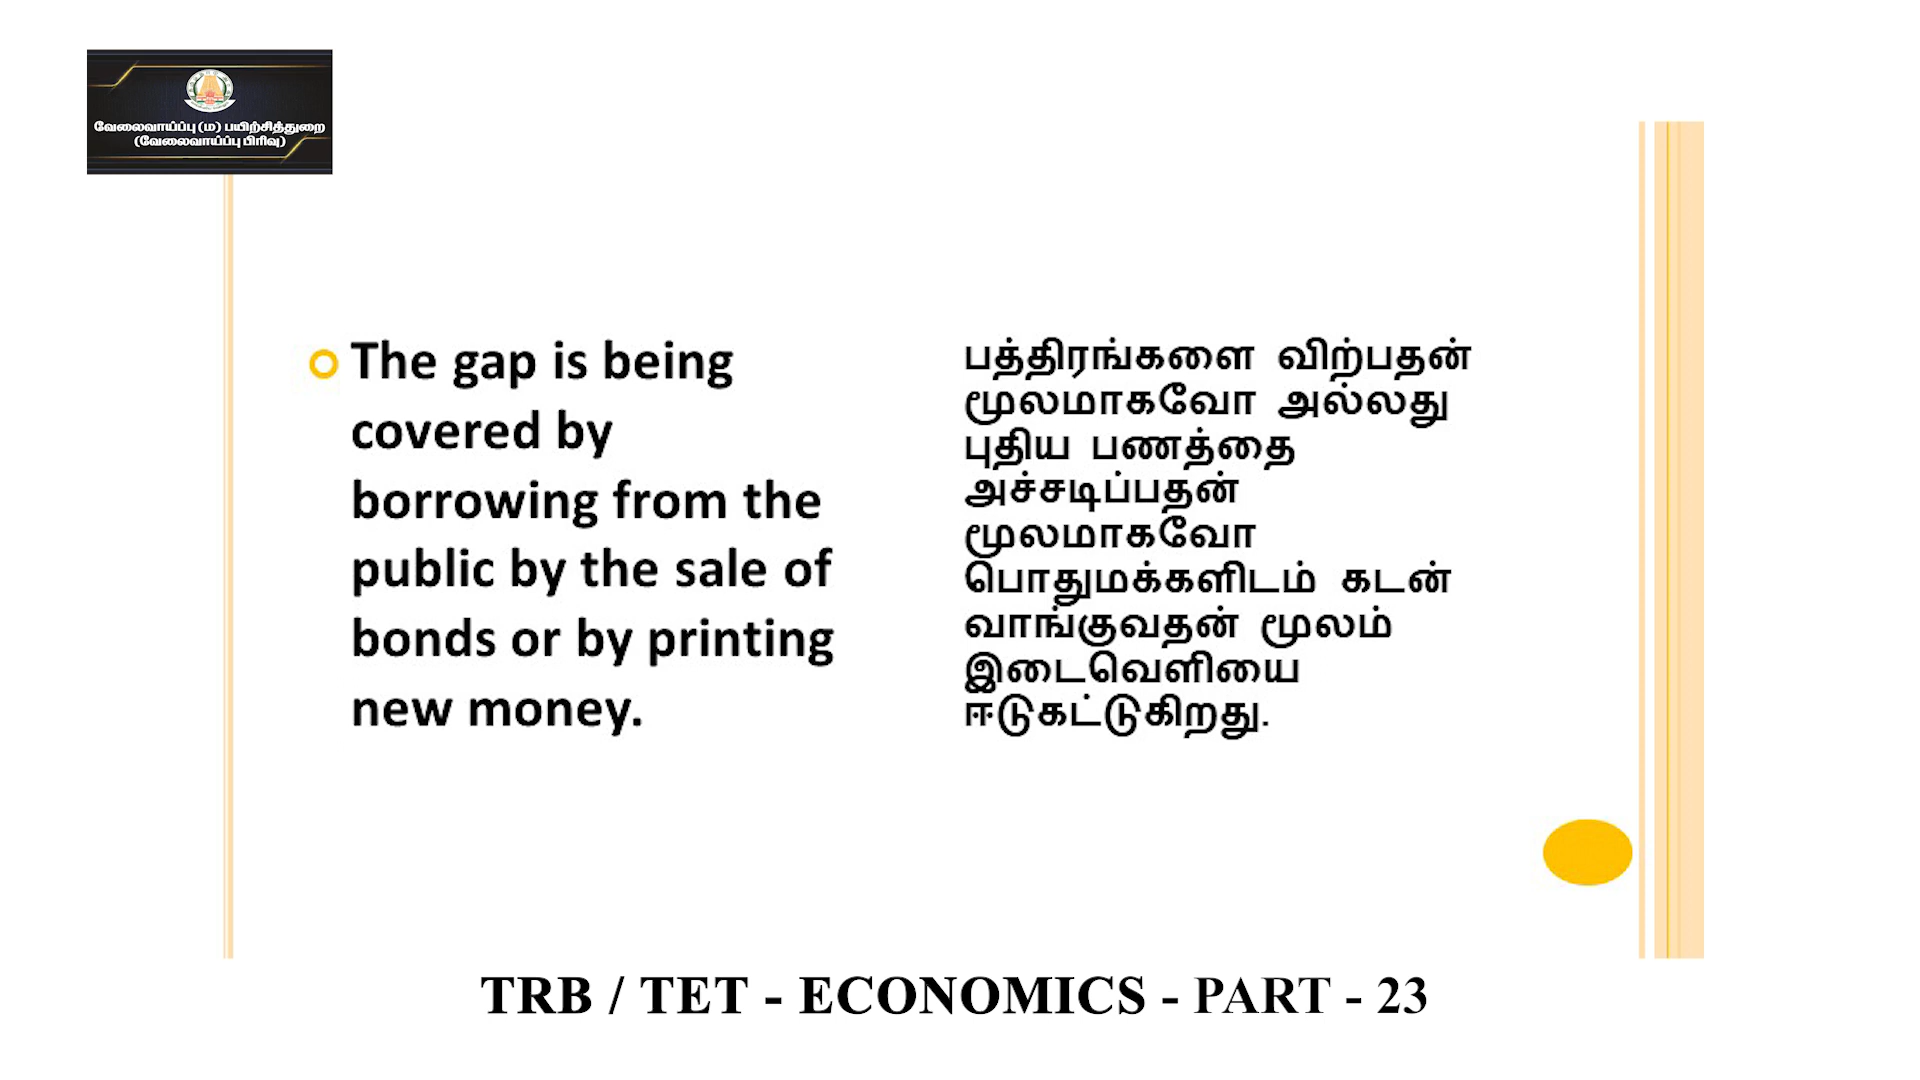 வேலைவாய்ப்பு (ம) பயிற்சித்துறை
(வேலைவாய்ப்பு பிரிவு)
The gap is being
covered by
borrowing from the
public by the sale of
bonds or by printing
new money.
பத்திரங்களை விற்பதன்
மூலமாகவோ அல்லது
புதிய பணத்தை
அச்சடிப்பதன்
மூலமாகவோ
பொதுமக்களிடம் கடன்
வாங்குவதன் மூலம்
இடைவெளியை
ஈடுகட்டுகிறது.
TRB / TET - ECONOMICS - PART - 23